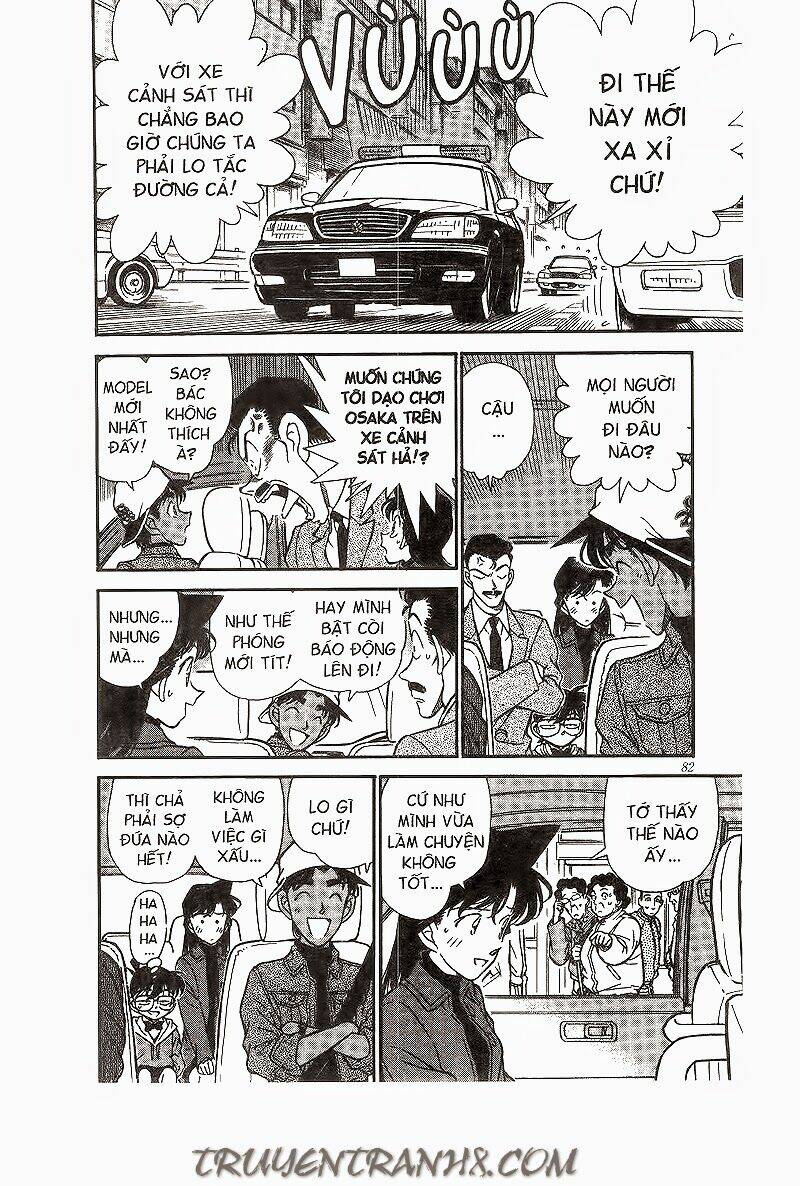 VÙÙÙ
ĐI THẾ
NÀY MỚI
XA XỈ
CHỨ!
VỚI XE
CẢNH SÁT THÌ
CHẲNG BAO
GIỜ CHÚNG TA
PHẢI LO TẮC
ĐƯỜNG CẢ!
MỌI NGƯỜI
MUỐN
ĐI ĐÂU
NÀO?
CẬU
...
MUỐN CHÚNG
TÔI DẠO CHƠI
OSAKA TRÊN
XE CẢNH
SÁT HẢ!?
SAO?
BÁC
KHÔNG
THÍCH
À?
MODEL
MỚI
NHẤT
ĐẤY!
HAY MÌNH
BẬT CÒI
BÁO ĐỘNG
LÊN ĐI!
NHƯ THẾ
PHÓNG
MỚI TÍT!
NHƯNG...
NHƯNG
MÀ...
82
TỚ THẤY
THẾ NÀO
ẤY...
CỨ NHƯ
MÌNH VỪA
LÀM CHUYỆN
KHÔNG
TỐT...
LO GÌ
CHỨ!
KHÔNG
LÀM
VIỆC GÌ
XẤU...
THÌ CHẢ
PHẢI SỢ
ĐỨA NÀO
HẾT!
HA
HA
HA
...
TRUYENTRANH8.COM